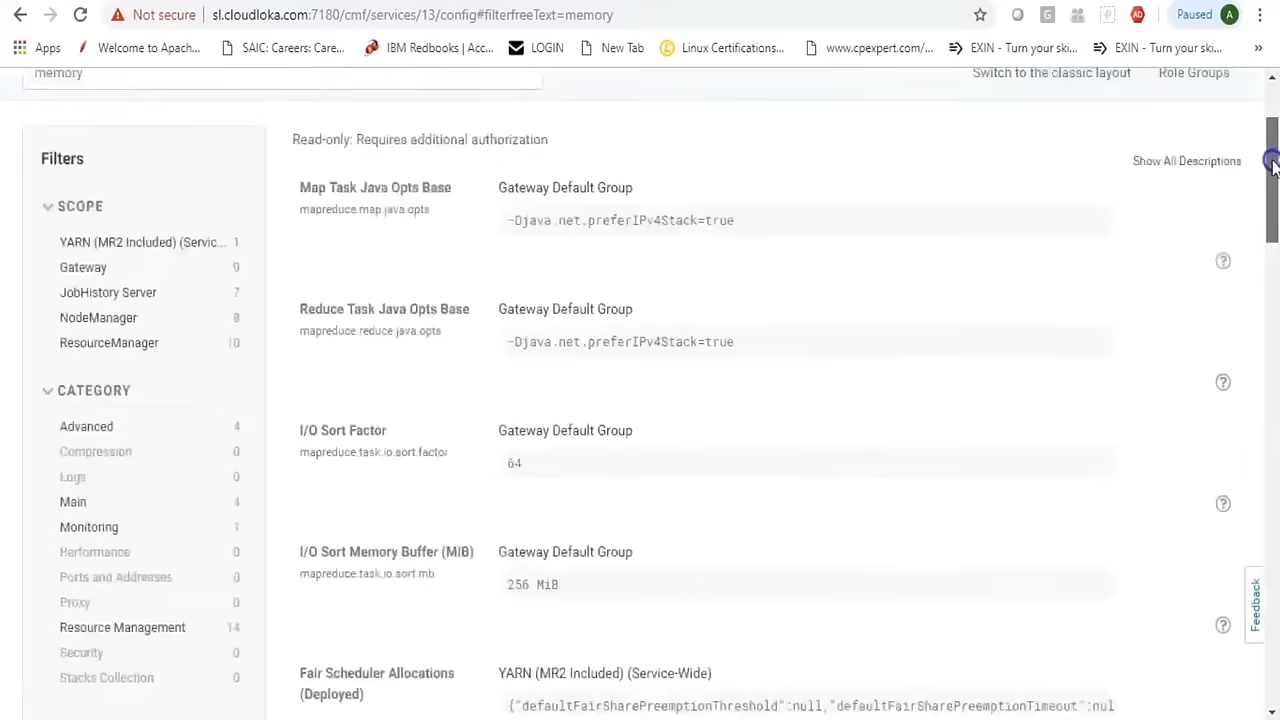 Not secure
sl.cloudloka.com:7180/cmf/services/13/config#filterfreeText=memory
G
Paused
A
Apps
Welcome to Apach...
SAIC: Careers: Care...
IBM Redbooks | Acc...
LOGIN
New Tab
Linux Certifications...
www.cpexpert.com/...
EXIN - Turn your ski...
EXIN - Turn your ski...
»
memory
Switch to the classic layout
Role Groups
Filters
Read-only: Requires additional authorization
Show All Descriptions
SCOPE
YARN (MR2 Included) (Servic... 1
Gateway 9
JobHistory Server 7
NodeManager 8
ResourceManager 10
CATEGORY
Advanced 4
Compression 0
Logs 0
Main 4
Monitoring 1
Performance 0
Ports and Addresses 0
Proxy 0
Resource Management 14
Security 0
Stacks Collection 0
Map Task Java Opts Base
mapreduce.map.java.opts
Gateway Default Group
-Djava.net.preferIPv4Stack=true
?
Reduce Task Java Opts Base
mapreduce.reduce.java.opts
Gateway Default Group
-Djava.net.preferIPv4Stack=true
?
I/O Sort Factor
mapreduce.task.io.sort.factor
Gateway Default Group
64
?
I/O Sort Memory Buffer (MiB)
mapreduce.task.io.sort.mb
Gateway Default Group
256 MiB
?
Fair Scheduler Allocations
(Deployed)
YARN (MR2 Included) (Service-Wide)
{"defaultFairSharePreemptionThreshold":null,"defaultFairSharePreemptionTimeout":nul
Feedback